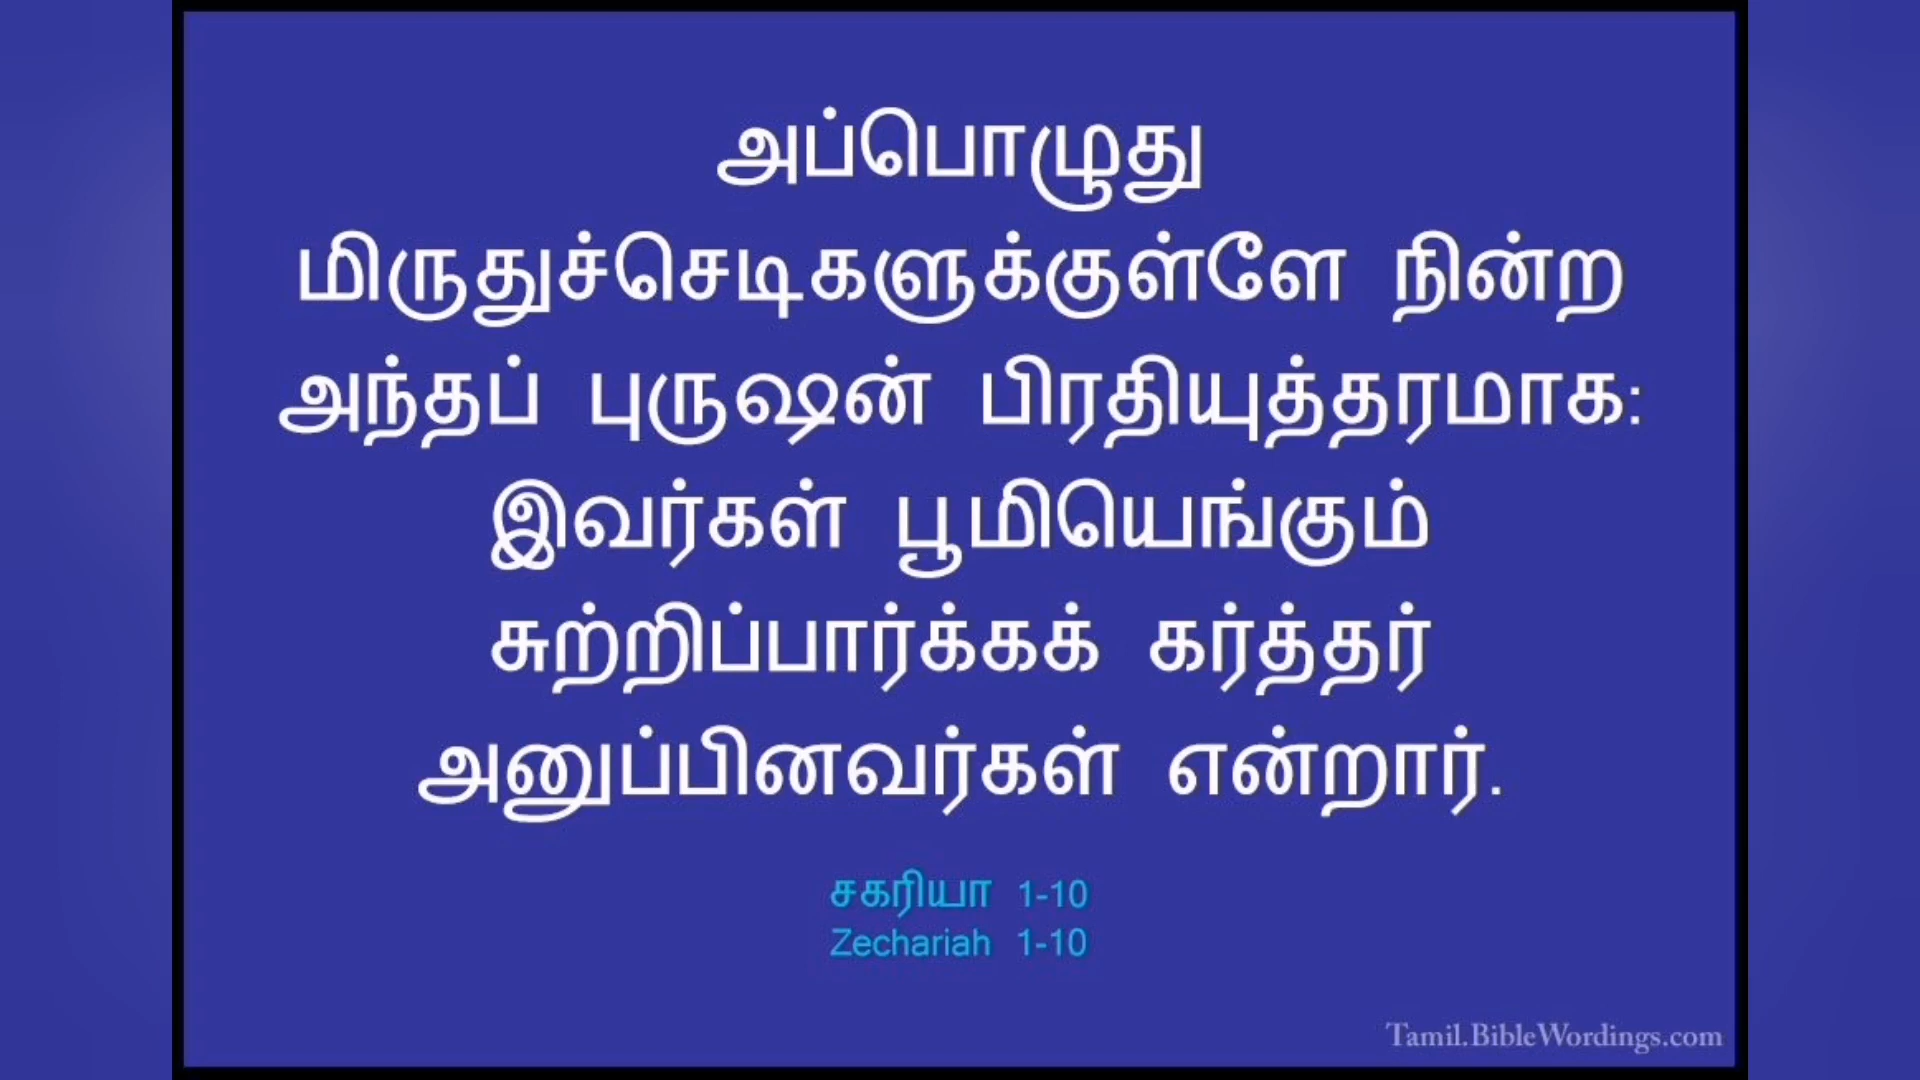 அப்பொழுது
மிருதுச்செடிகளுக்குள்ளே நின்ற
அந்தப் புருஷன் பிரதியுத்தரமாக:
இவர்கள் பூமியெங்கும்
சுற்றிப்பார்க்கக் கர்த்தர்
அனுப்பினவர்கள் என்றார்.
சகரியா 1-10
Zechariah 1-10
Tamil.BibleWordings.com